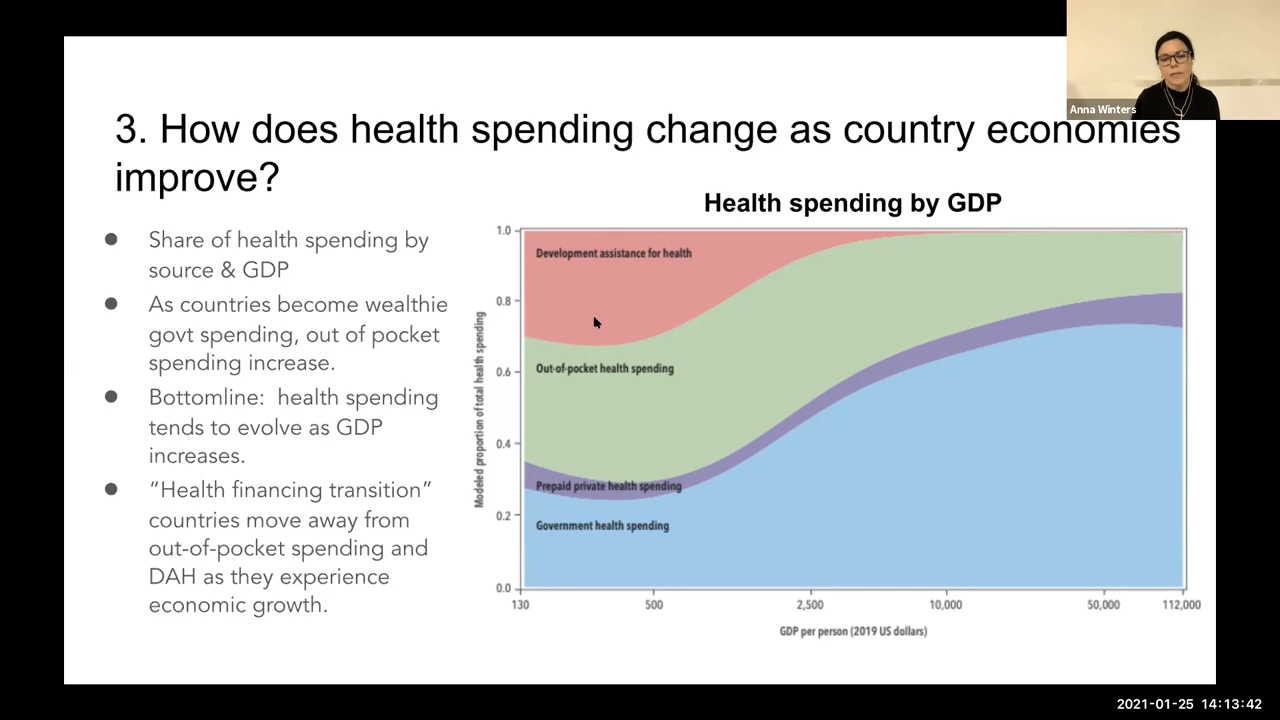 Anna Winters
3. How does health spending change as country economies
improve?
Health spending by GDP
● Share of health spending by
source & GDP
● As countries become wealthie
govt spending, out of pocket
spending increase.
● Bottomline: health spending
tends to evolve as GDP
increases.
● “Health financing transition”
countries move away from
out-of-pocket spending and
DAH as they experience
economic growth.
Modeled proportion of total health spending
1.0
0.8
0.6
0.4
0.2
0.0
Development assistance for health
Out-of-pocket health spending
Prepaid private health spending
Government health spending
130 500 2,500 10,000 50,000 112,000
GDP per person (2019 US dollars)
2021-01-25 14:13:42